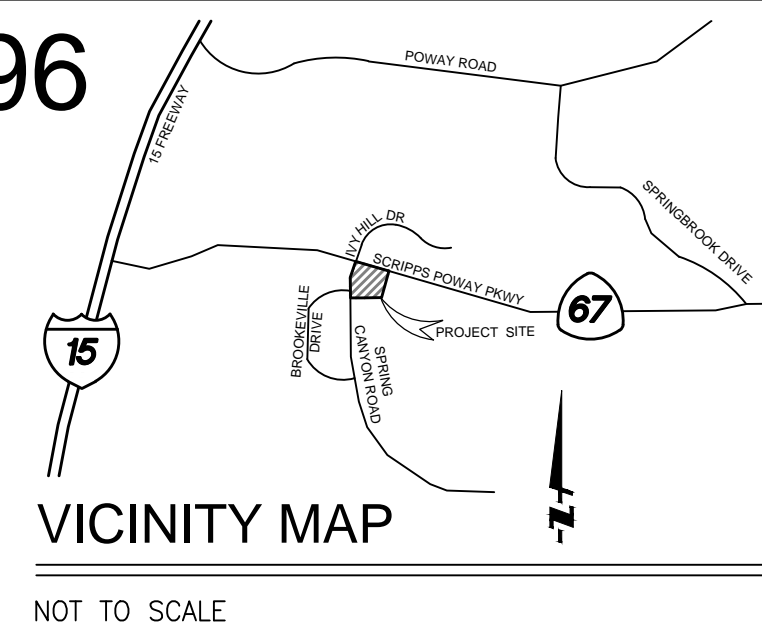 96
POWAY ROAD
15 FREEWAY
SPRINGBROOK DRIVE
IVY HILL DR
SCRIPPS POWAY PKWY
67
15
BROOKEVILLE
DRIVE
PROJECT SITE
SPRING
CANYON ROAD
N
VICINITY MAP
NOT TO SCALE